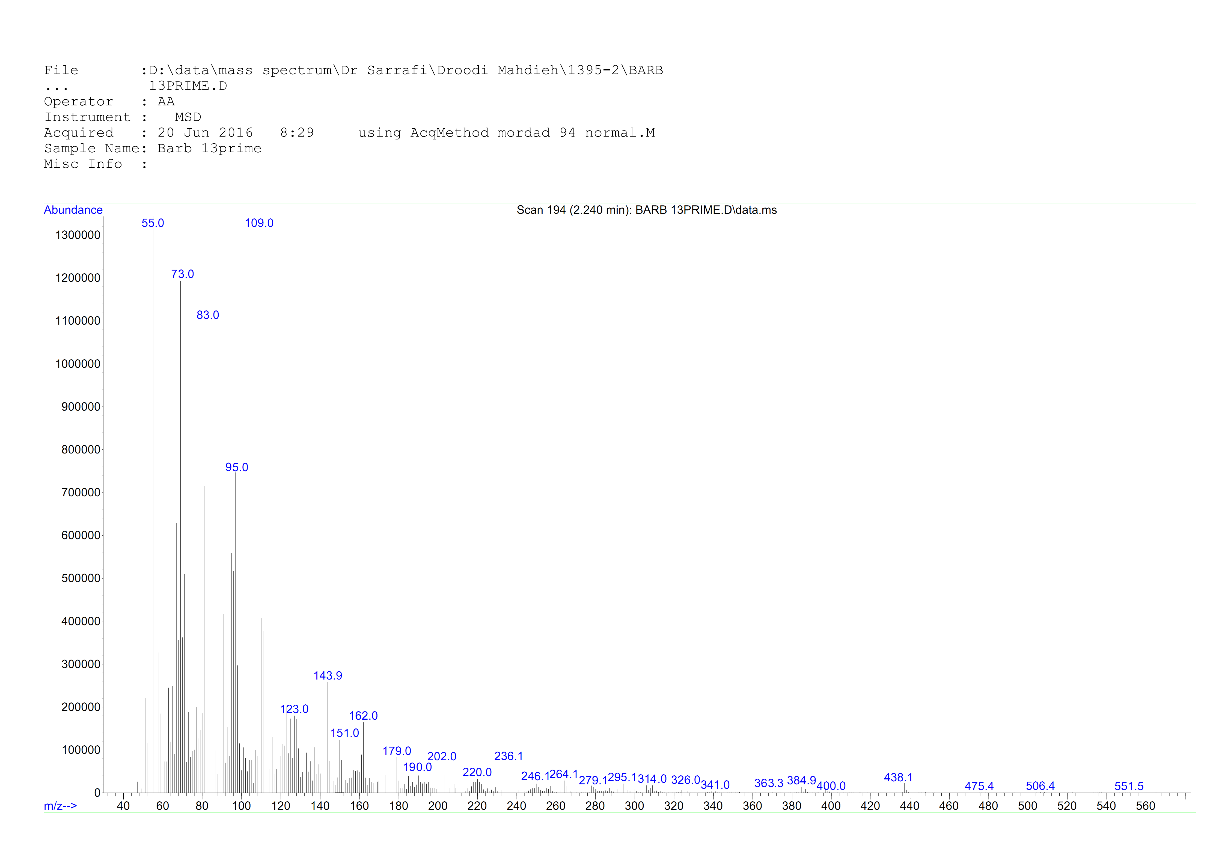 File       :D:\data\mass spectrum\Dr Sarrafi\Droodi Mahdieh\1395-2\BARB
...         13PRIME.D
Operator   : AA
Instrument :   MSD
Acquired   : 20 Jun 2016   8:29     using AcqMethod mordad 94 normal.M
Sample Name: Barb 13prime
Misc Info  :
Abundance
Scan 194 (2.240 min): BARB 13PRIME.D\data.ms
55.0 109.0
1300000
73.0
1200000
83.0
1100000
1000000
900000
800000
95.0
700000
600000
500000
400000
300000
143.9
200000
123.0 162.0
151.0
100000
179.0 202.0 236.1
190.0 220.0 246.1 264.1 279.1 295.1 314.0 326.0 341.0 363.3 384.9 400.0 438.1 475.4 506.4 551.5
0
40 60 80 100 120 140 160 180 200 220 240 260 280 300 320 340 360 380 400 420 440 460 480 500 520 540 560
m/z-->